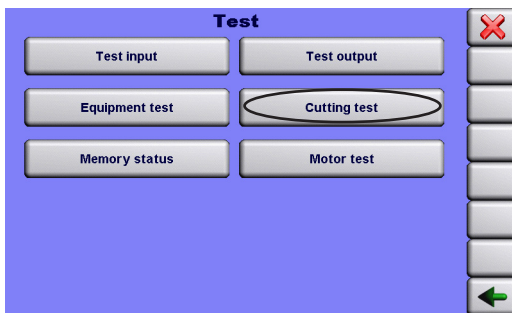 Test
Test input
Test output
Equipment test
Cutting test
Memory status
Motor test